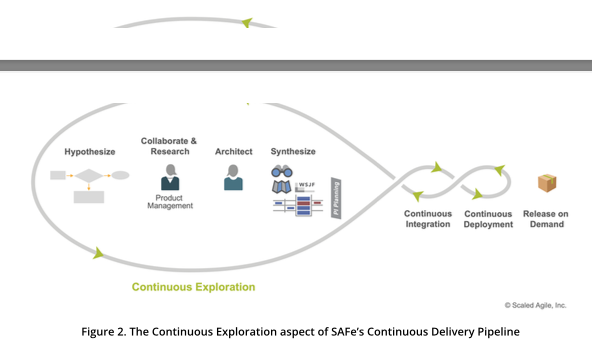 Hypothesize
Collaborate &
Research
Architect
Synthesize
Product
Management
WSJF
PI Planning
Continuous
Integration
Continuous
Deployment
Release on
Demand
Continuous Exploration
© Scaled Agile, Inc.
Figure 2. The Continuous Exploration aspect of SAFe’s Continuous Delivery Pipeline